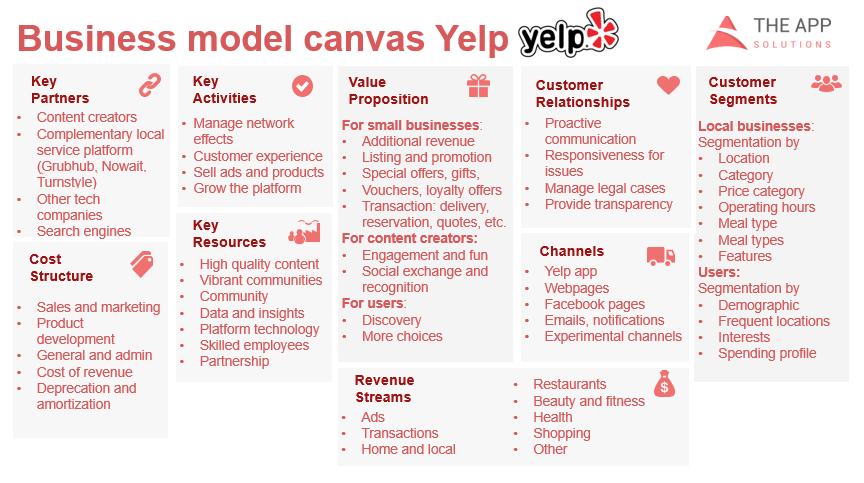 Business model canvas Yelp
yelp
THE APP
SOLUTIONS
Key
Partners
• Content creators
• Complementary local
service platform
(Grubhub, Nowait,
Turnstyle)
• Other tech
companies
• Search engines
Cost
Structure
• Sales and marketing
• Product
development
• General and admin
• Cost of revenue
• Deprecation and
amortization
Key
Activities
• Manage network
effects
• Customer experience
• Sell ads and products
• Grow the platform
Key
Resources
• High quality content
• Vibrant communities
• Community
• Data and insights
• Platform technology
• Skilled employees
• Partnership
Value
Proposition
For small businesses:
• Additional revenue
• Listing and promotion
• Special offers, gifts,
• Vouchers, loyalty offers
• Transaction: delivery,
reservation, quotes, etc.
For content creators:
• Engagement and fun
• Social exchange and
recognition
For users:
• Discovery
• More choices
Customer
Relationships
• Proactive
communication
• Responsiveness for
issues
• Manage legal cases
• Provide transparency
Channels
• Yelp app
• Webpages
• Facebook pages
• Emails, notifications
• Experimental channels
Customer
Segments
Local businesses:
Segmentation by
• Location
• Category
• Price category
• Operating hours
• Meal type
• Meal types
• Features
Users:
Segmentation by
• Demographic
• Frequent locations
• Interests
• Spending profile
Revenue
Streams
• Ads
• Transactions
• Home and local
• Restaurants
• Beauty and fitness
• Health
• Shopping
• Other
$